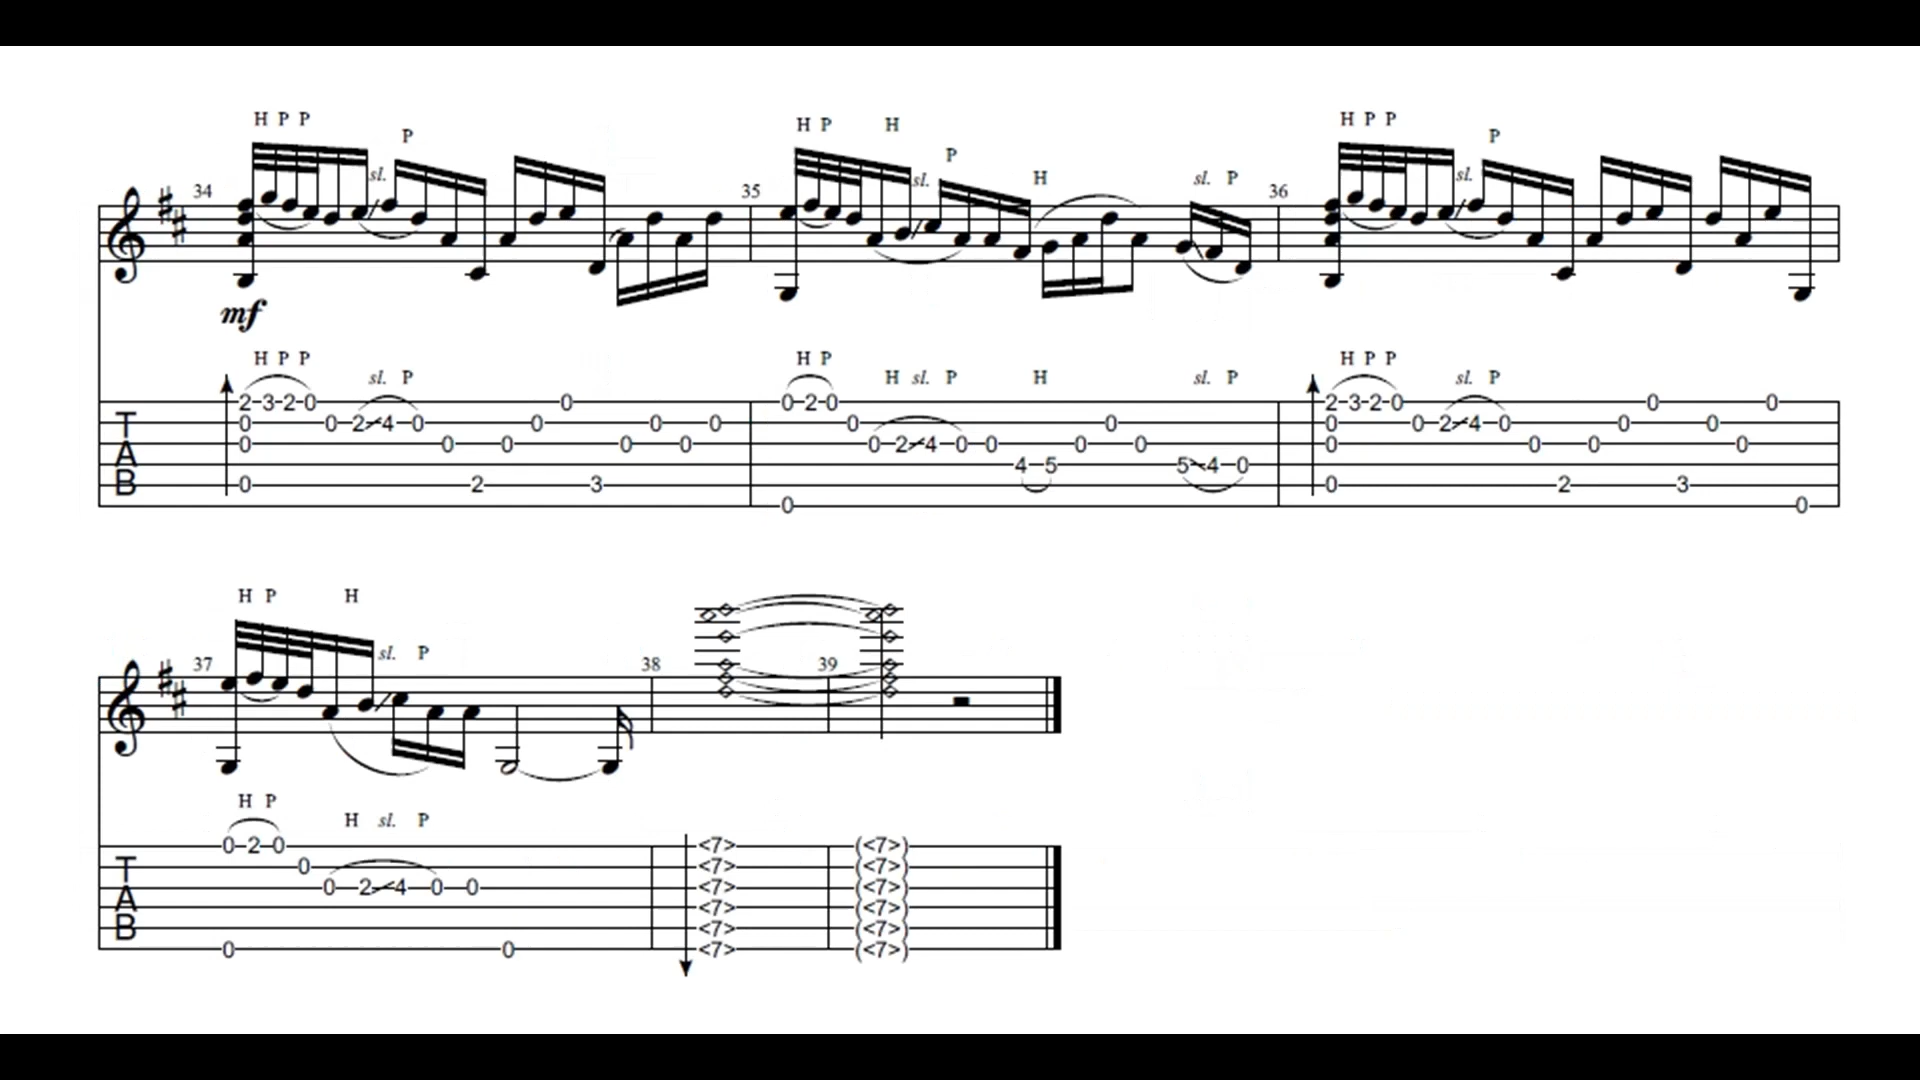 H P P H P H H P P
P P P
sl. sl. H sl. P sl.
34 35 36
mf
H P P H P H P P
sl. P H sl. P H sl. P sl. P
2 3 2 0 0 0 2 0 2 3 2 0 0 0
T 0 0 2 4 0 0 0 0 0 0 0 0 2 4 0 0 0
0 0 0 0 0 0 2 4 0 0 0 0 0 0 0 0
A 4 5 5 4 0
B 0 2 3 0 2 3
0 0
H P H
sl. P
37 38 39
H P
H sl. P
0 2 0 <7> (<7>)
T 0 <7> (<7>)
0 2 4 0 0 <7> (<7>)
A <7> (<7>)
B <7> (<7>)
0 0 <7> (<7>)